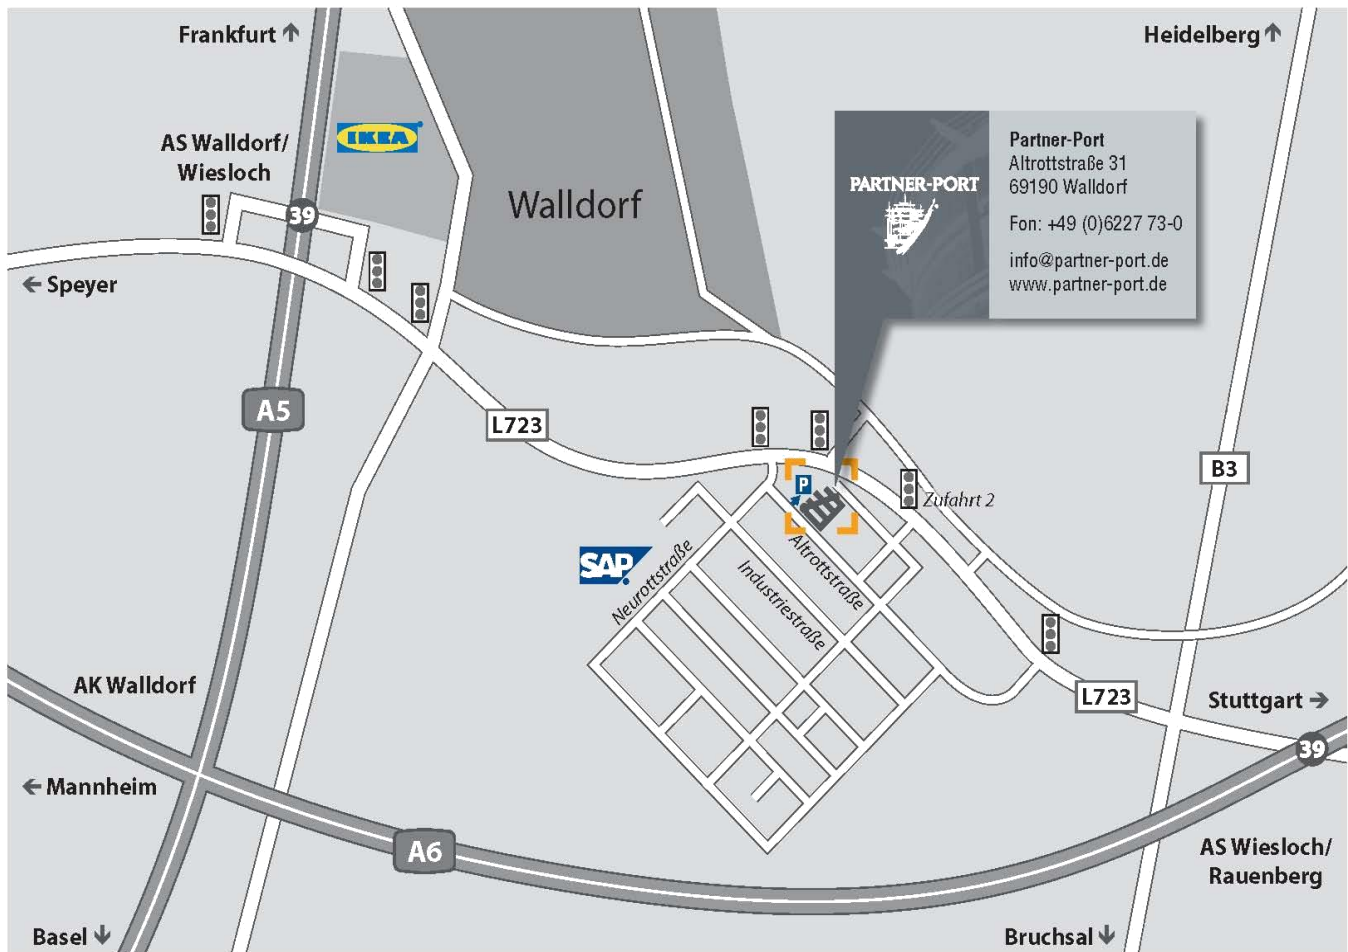 Frankfurt ↑
Heidelberg ↑
AS Walldorf/
Wiesloch
IKEA
39
Walldorf
PARTNER-PORT
Partner-Port
Altrottstraße 31
69190 Walldorf
Fon: +49 (0)6227 73-0
info@partner-port.de
www.partner-port.de
← Speyer
A5
L723
B3
P
Zufahrt 2
SAP
Neurottstraße
Industriestraße
Altrottstraße
AK Walldorf
L723
Stuttgart →
39
← Mannheim
A6
AS Wiesloch/
Rauenberg
Basel ↓
Bruchsal ↓